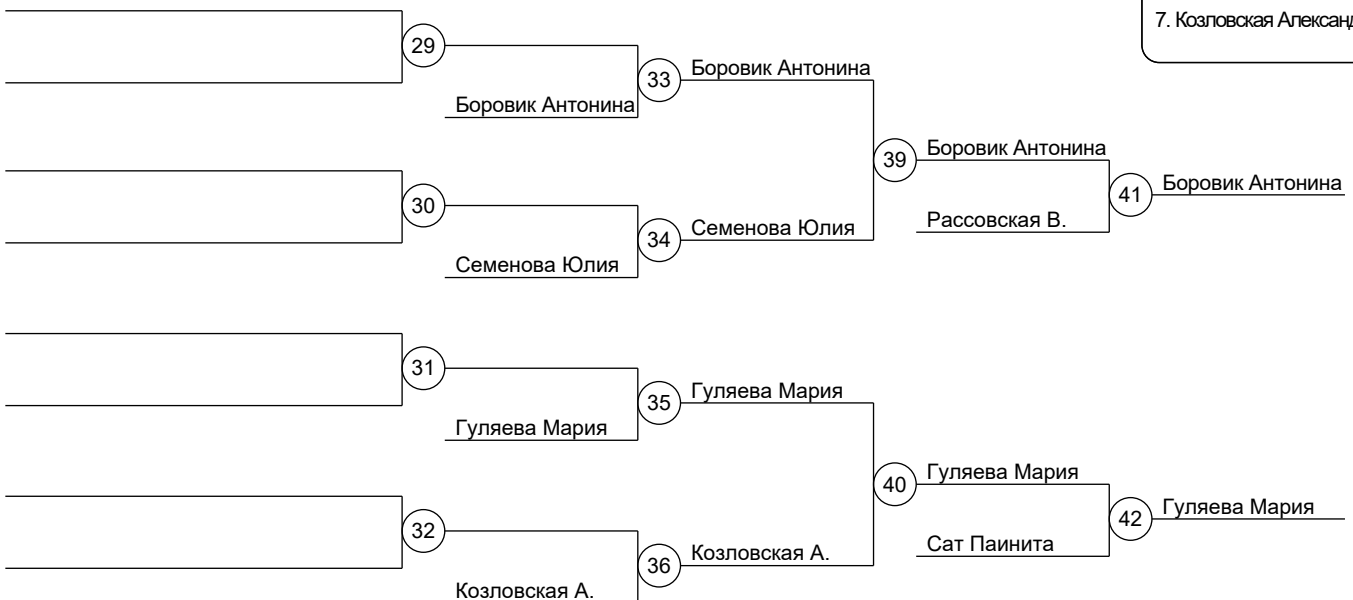 7. Козловская Александ
29
Боровик Антонина
33
Боровик Антонина
Боровик Антонина
39
Боровик Антонина
41
30
Семенова Юлия
34
Рассовская В.
Семенова Юлия
31
Гуляева Мария
35
Гуляева Мария
Гуляева Мария
40
Гуляева Мария
42
32
Козловская А.
36
Сат Паинита
Козловская А.